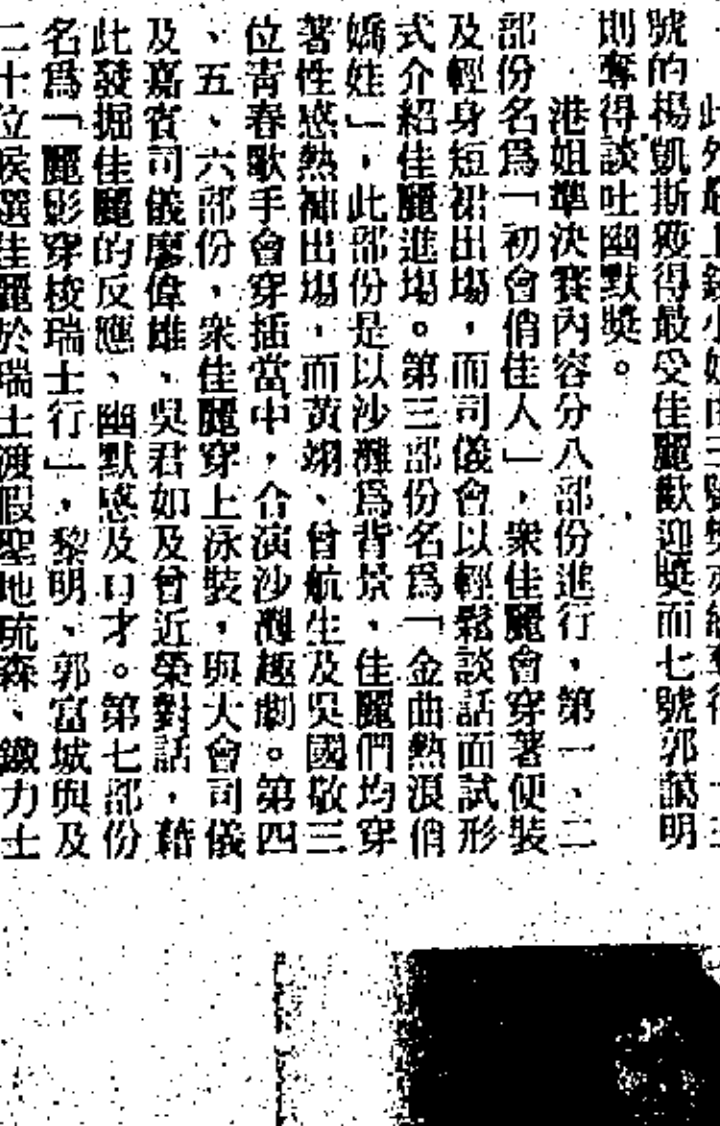 此外最上鏡小姐由三號
號的楊凱斯獲得最受佳麗歡迎獎而七號郭藹明
則奪得談吐幽默獎。
港姐準決賽內容分八部份進行，第一、二
部份名爲「初會俏佳人」，衆佳麗會穿著便裝
及輕身短裙出場，而司儀會以輕鬆談話面試形
式介紹佳麗進場。第三部份名爲「金曲熱浪俏
嬌娃」，此部份是以沙灘爲背景，佳麗們均穿
著性感熱褲出場，而黃翊、曾航生及吳國敬三
位青春歌手會穿插當中，合演沙灘趣劇。第四
、五、六部份，衆佳麗穿上泳裝，與大會司儀
及嘉賓司儀廖偉雄、吳君如及曾近榮對話，藉
此發掘佳麗的反應、幽默感及口才。第七部份
名爲「麗影穿梭瑞士行」，黎明、郭富城與及
二十位候選佳麗於瑞士渡假聖地琉森、鐵力士